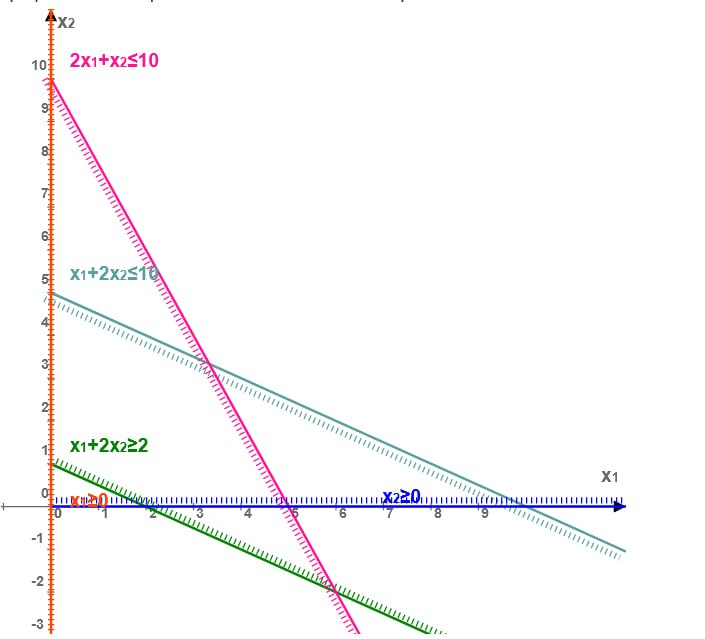 x₂
10
2x₁+x₂≤10
9
8
7
6
5
x₁+2x₂≤10
4
3
2
1
x₁+2x₂≥2
x₁
0
x₁≥0
x₂≥0
0 1 2 3 4 5 6 7 8 9
-1
-2
-3